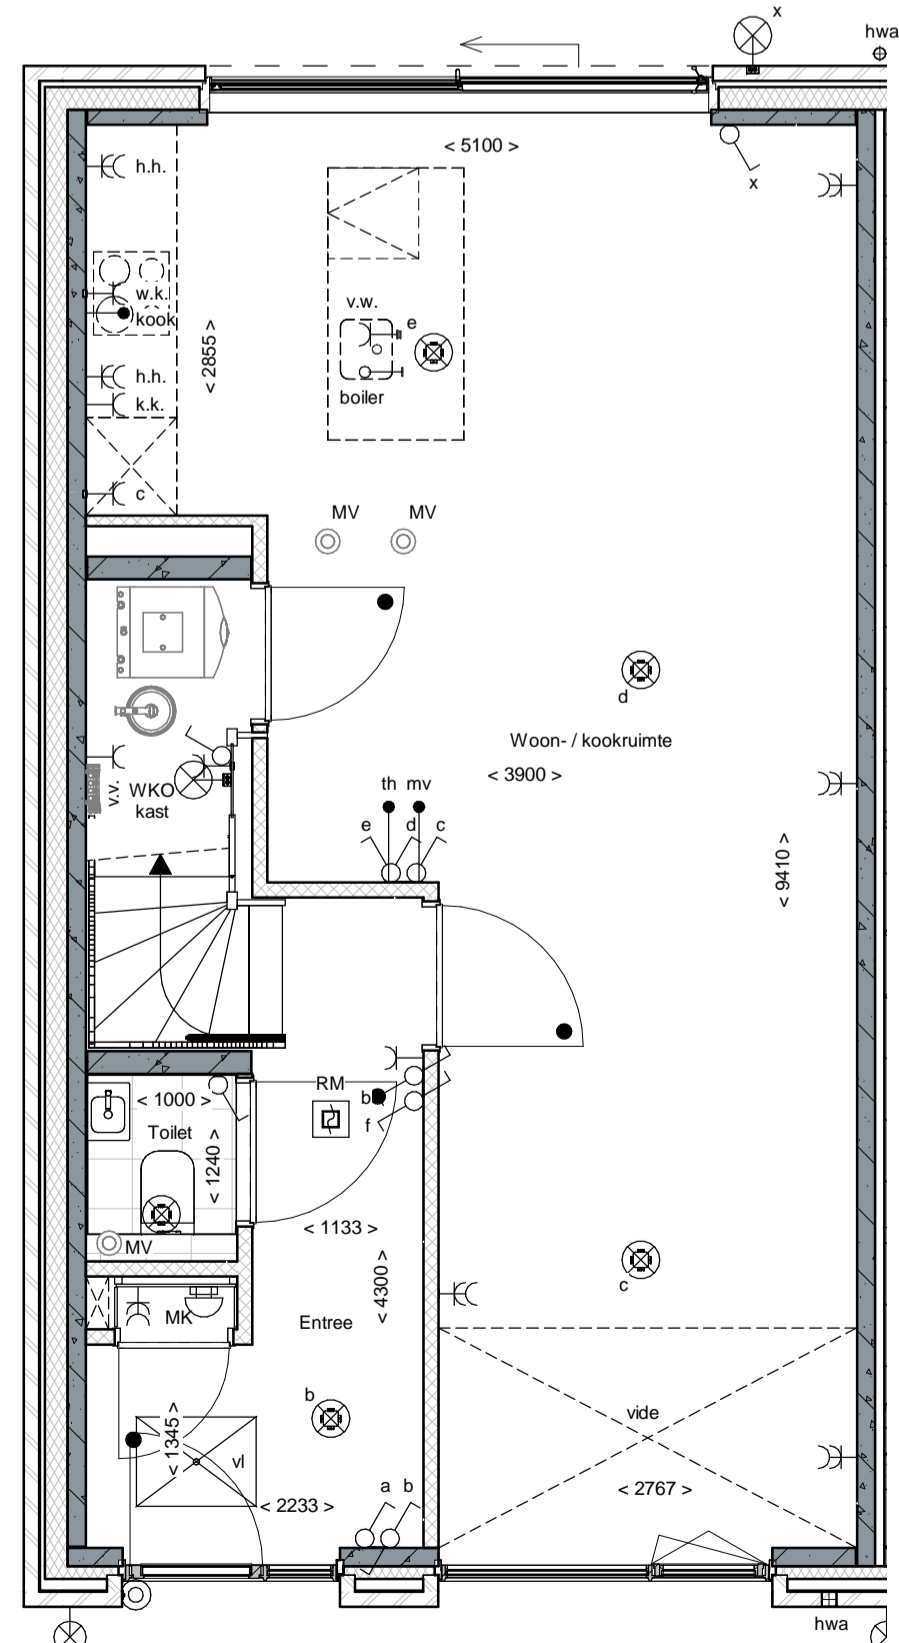 x
hwa
< 5100 >
h.h.
x
w.k.
kook
v.w.
e
< 2855 >
h.h.
k.k.
boiler
c
MV MV
d
Woon- / kookruimte
< 3900 >
th mv
e d c
v.v.
WKO
kast
< 9410 >
RM
b
f
< 1000 >
Toilet
< 1240 >
MV
< 1133 >
< 4300 >
c
MK
Entree
b
vide
< 1345 >
vl
< 2233 >
a b
< 2767 >
hwa